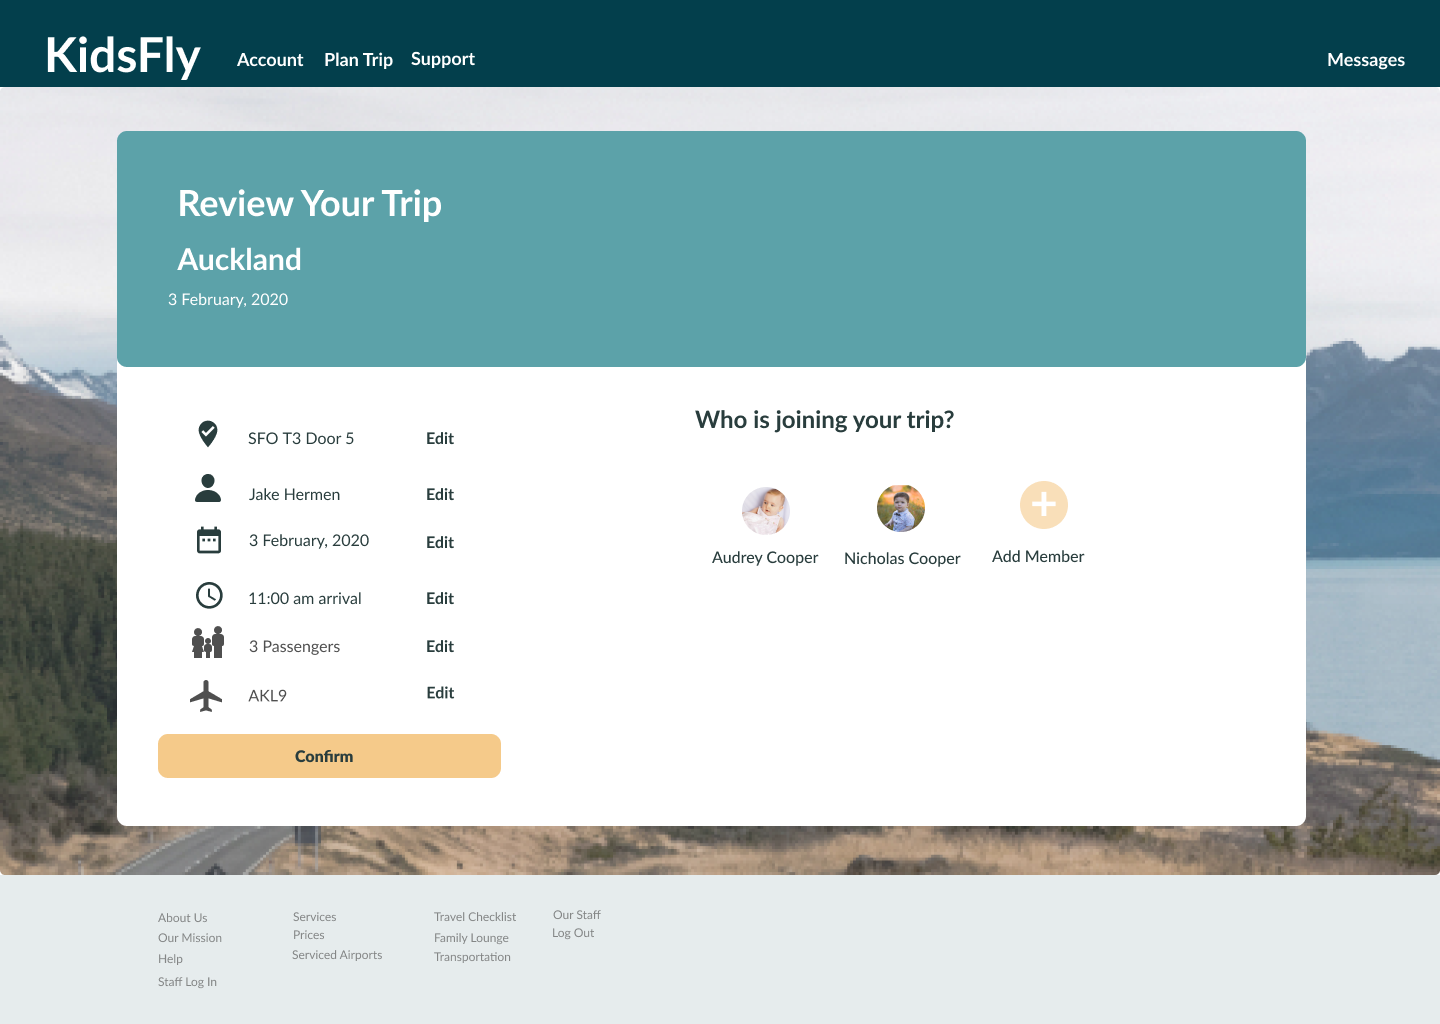 KidsFly
Account
Plan Trip
Support
Messages
Review Your Trip
Auckland
3 February, 2020
SFO T3 Door 5
Edit
Jake Hermen
Edit
3 February, 2020
Edit
11:00 am arrival
Edit
3 Passengers
Edit
AKL9
Edit
Confirm
Who is joining your trip?
Audrey Cooper
Nicholas Cooper
Add Member
About Us
Our Mission
Help
Staff Log In
Services
Prices
Serviced Airports
Travel Checklist
Family Lounge
Transportation
Our Staff
Log Out